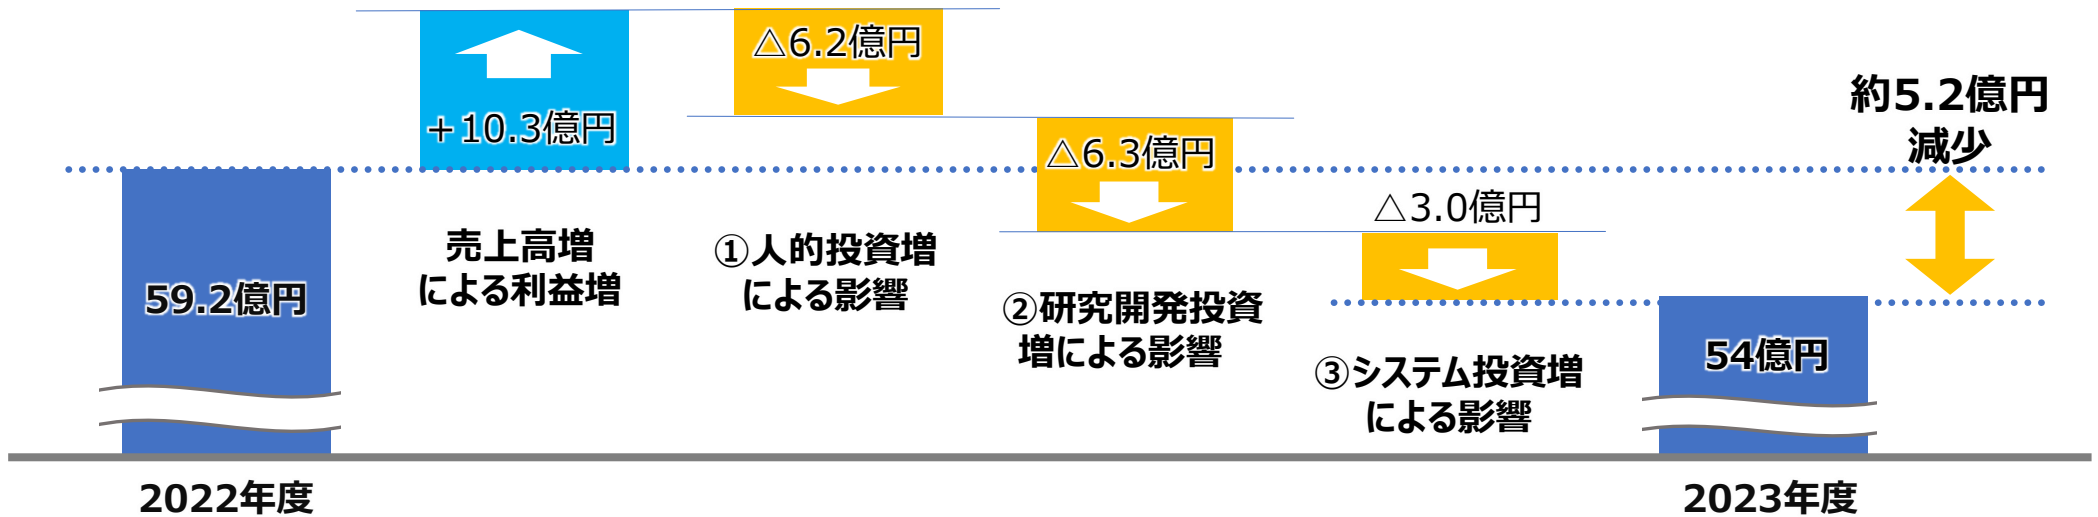 59.2億円
2022年度
+10.3億円
売上高増
による利益増
△6.2億円
①人的投資増
による影響
△6.3億円
②研究開発投資
増による影響
△3.0億円
③システム投資増
による影響
54億円
2023年度
約5.2億円
減少